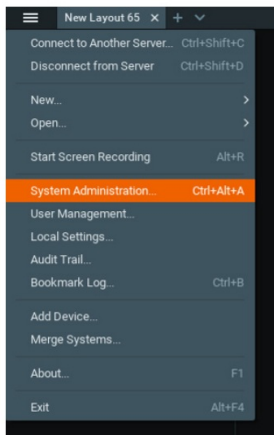 New Layout 65
Connect to Another Server... Ctrl+Shift+C
Disconnect from Server Ctrl+Shift+D
New...
Open...
Start Screen Recording Alt+R
System Administration... Ctrl+Alt+A
User Management...
Local Settings...
Audit Trail...
Bookmark Log... Ctrl+B
Add Device...
Merge Systems...
About... F1
Exit Alt+F4